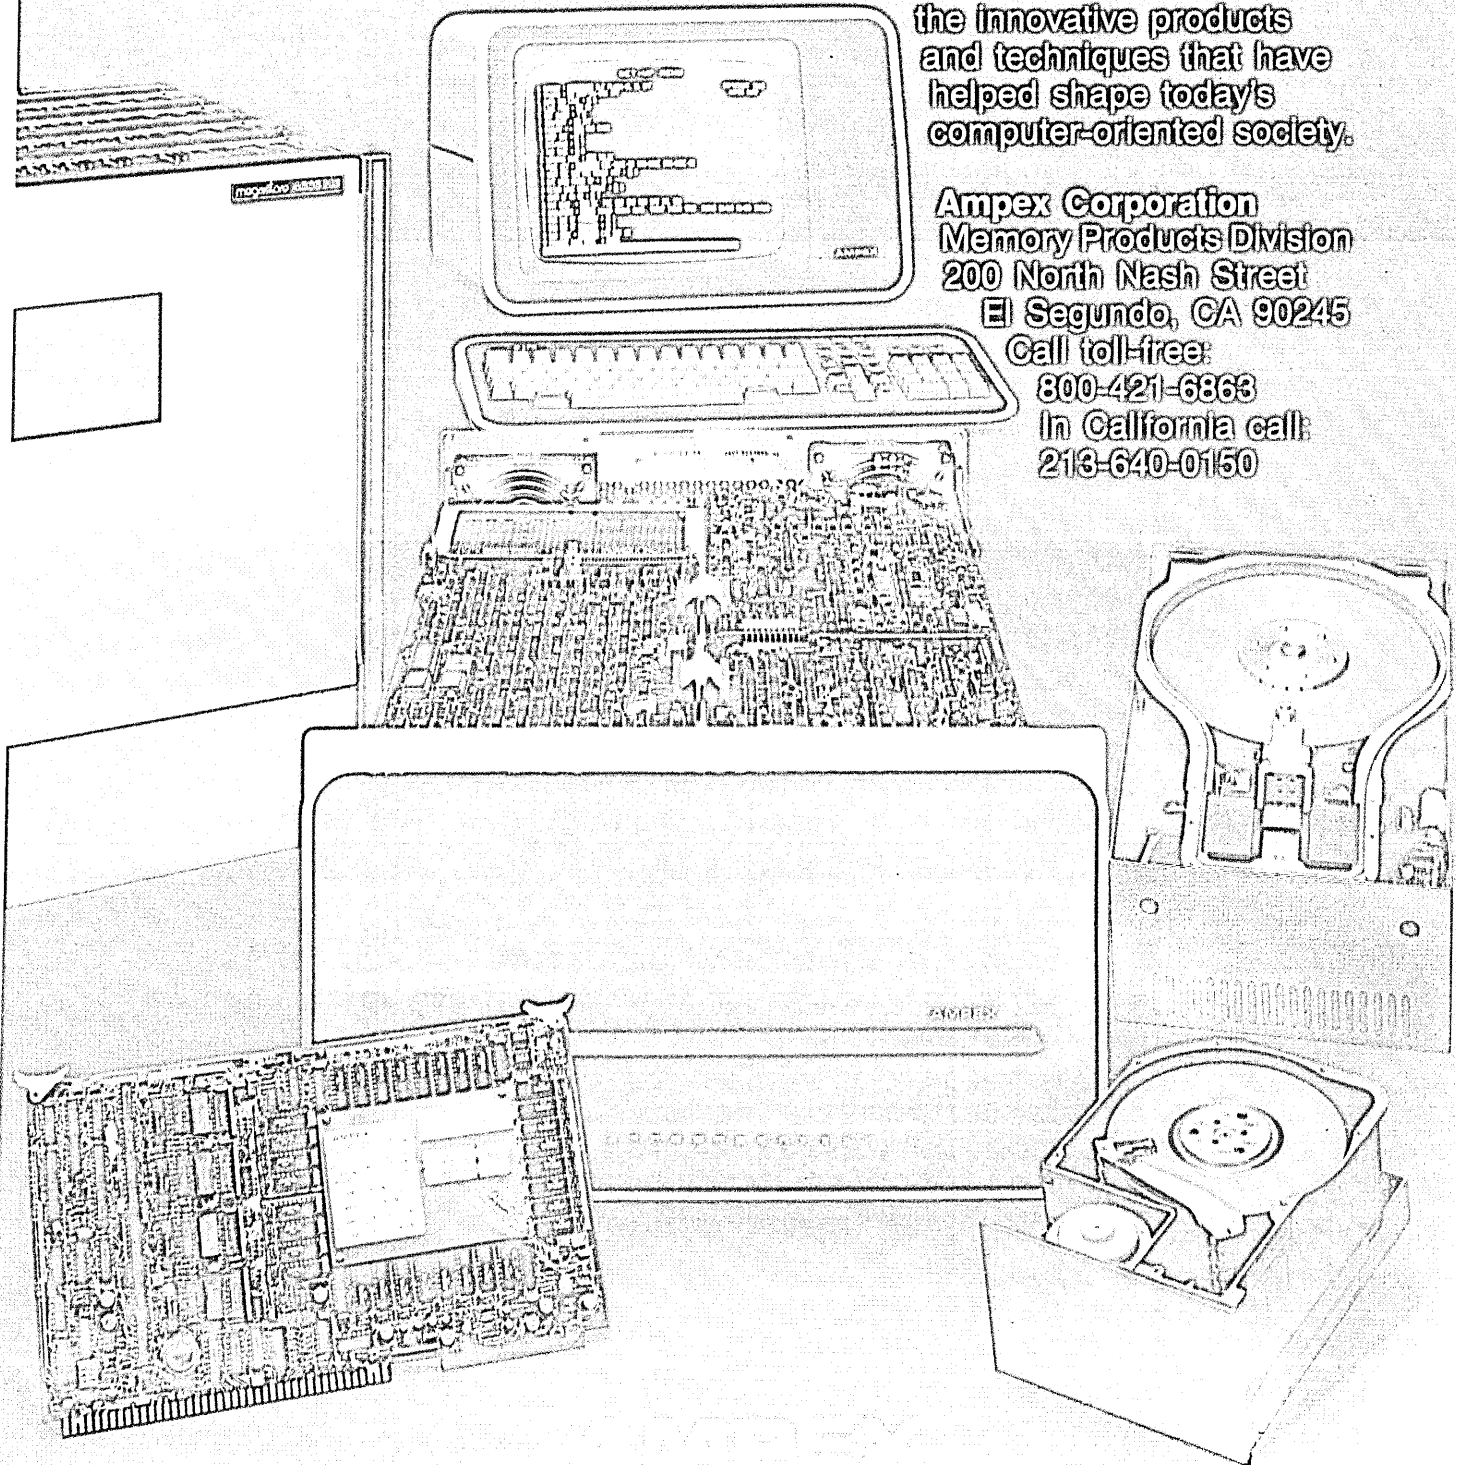 the innovative products
and techniques that have
helped shape today's
computer-oriented society.
Ampex Corporation
Memory Products Division
200 North Nash Street
El Segundo, CA 90245
Call toll-free:
800-421-6863
In California call:
213-640-0150
AMPEX
AMPEX